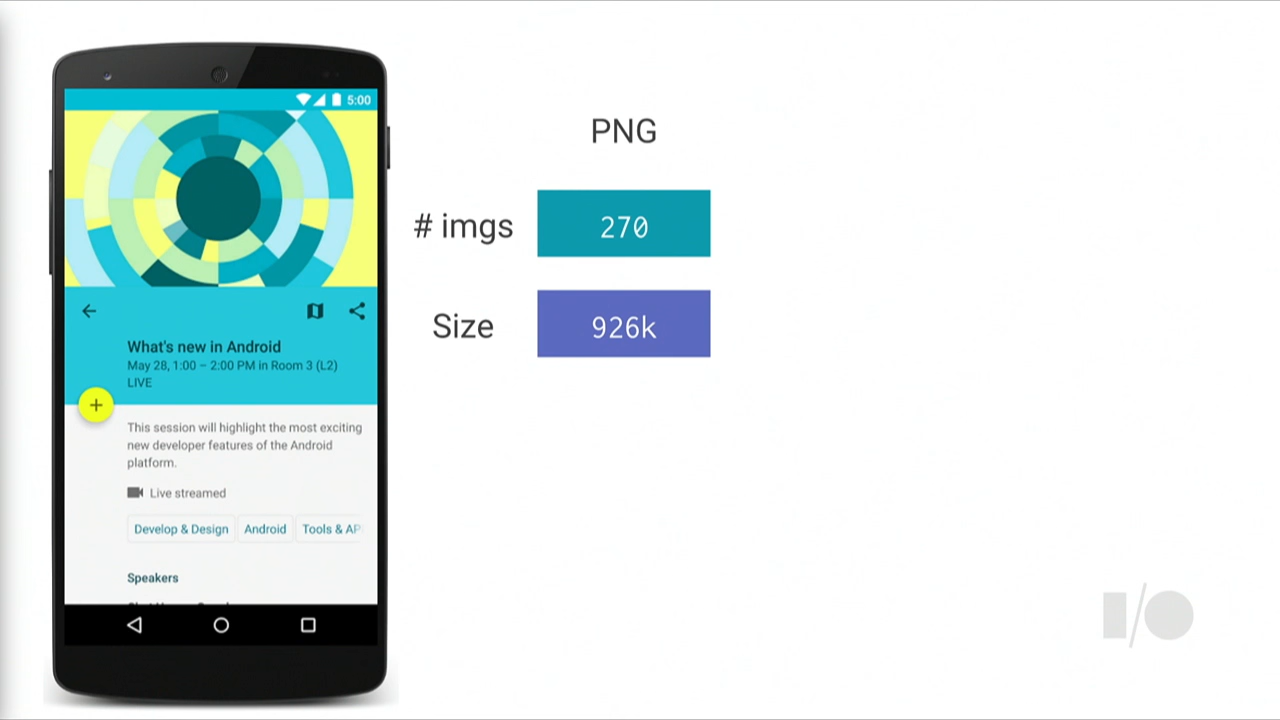 5:00
What's new in Android
May 28, 1:00 – 2:00 PM in Room 3 (L2)
LIVE
This session will highlight the most exciting
new developer features of the Android
platform.
Live streamed
Develop & Design
Android
Tools & AP
Speakers
PNG
# imgs
270
Size
926k
I/O